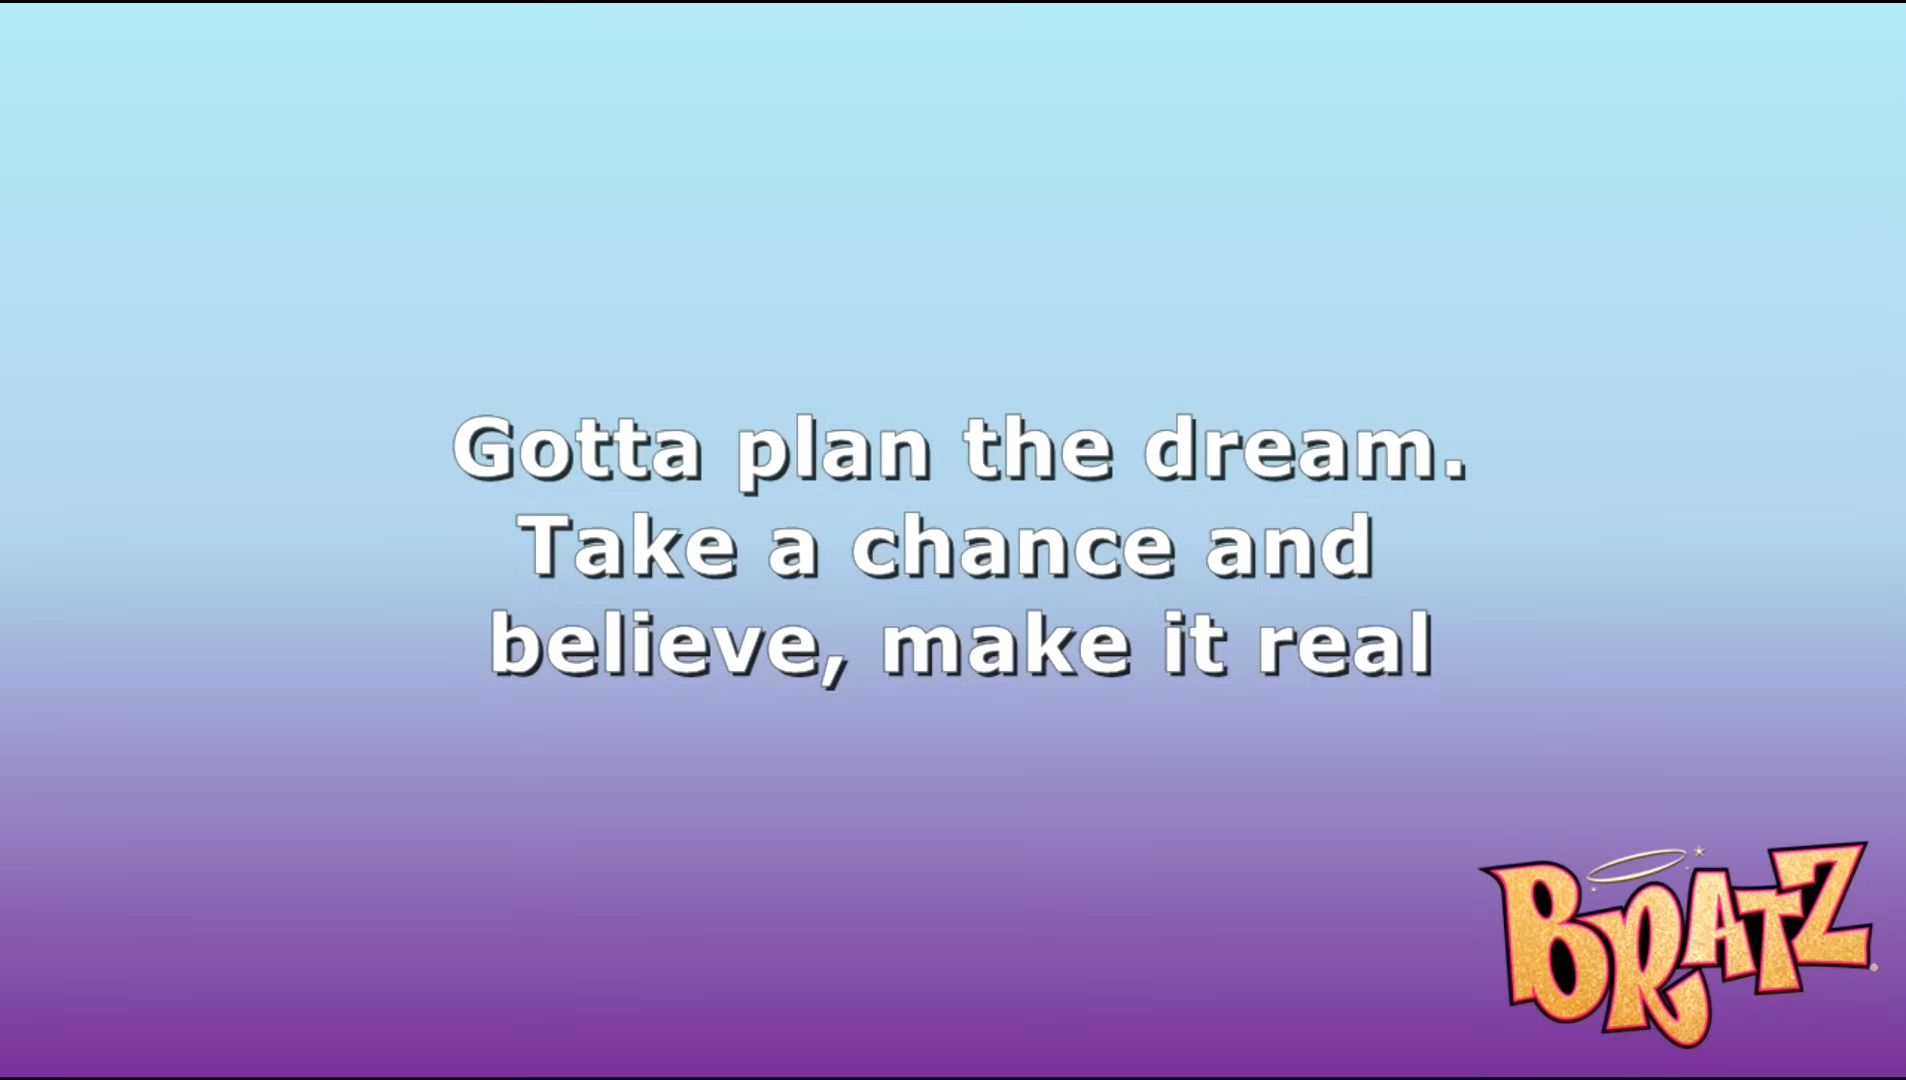 Gotta plan the dream.
Take a chance and
believe, make it real
BRATZ